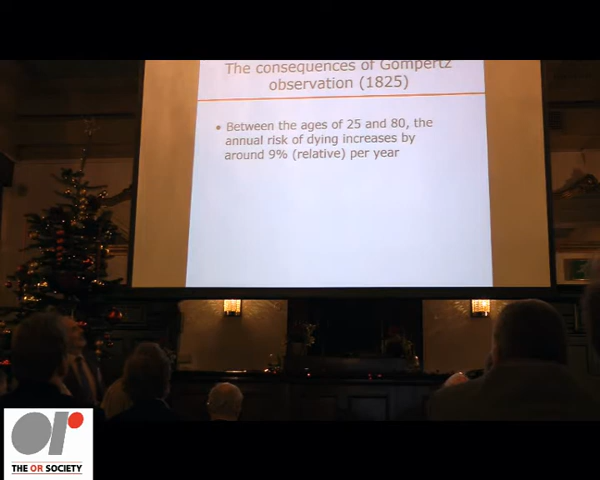 The consequences of Gompertz
observation (1825)
• Between the ages of 25 and 80, the
annual risk of dying increases by
around 9% (relative) per year
or
THE OR SOCIETY